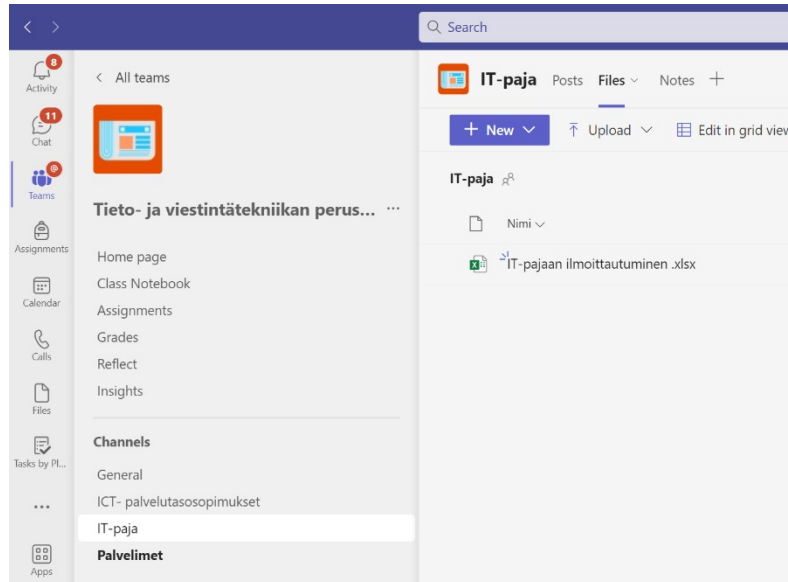 Search
8
Activity
11
Chat
@
Teams
Assignments
Calendar
Calls
Files
Tasks by Pl...
...
Apps
All teams
Tieto- ja viestintätekniikan perus... ...
Home page
Class Notebook
Assignments
Grades
Reflect
Insights
Channels
General
ICT- palvelutasosopimukset
IT-paja
Palvelimet
IT-paja Posts Files Notes +
+ New Upload Edit in grid view
IT-paja
Nimi
IT-pajaan ilmoittautuminen .xlsx